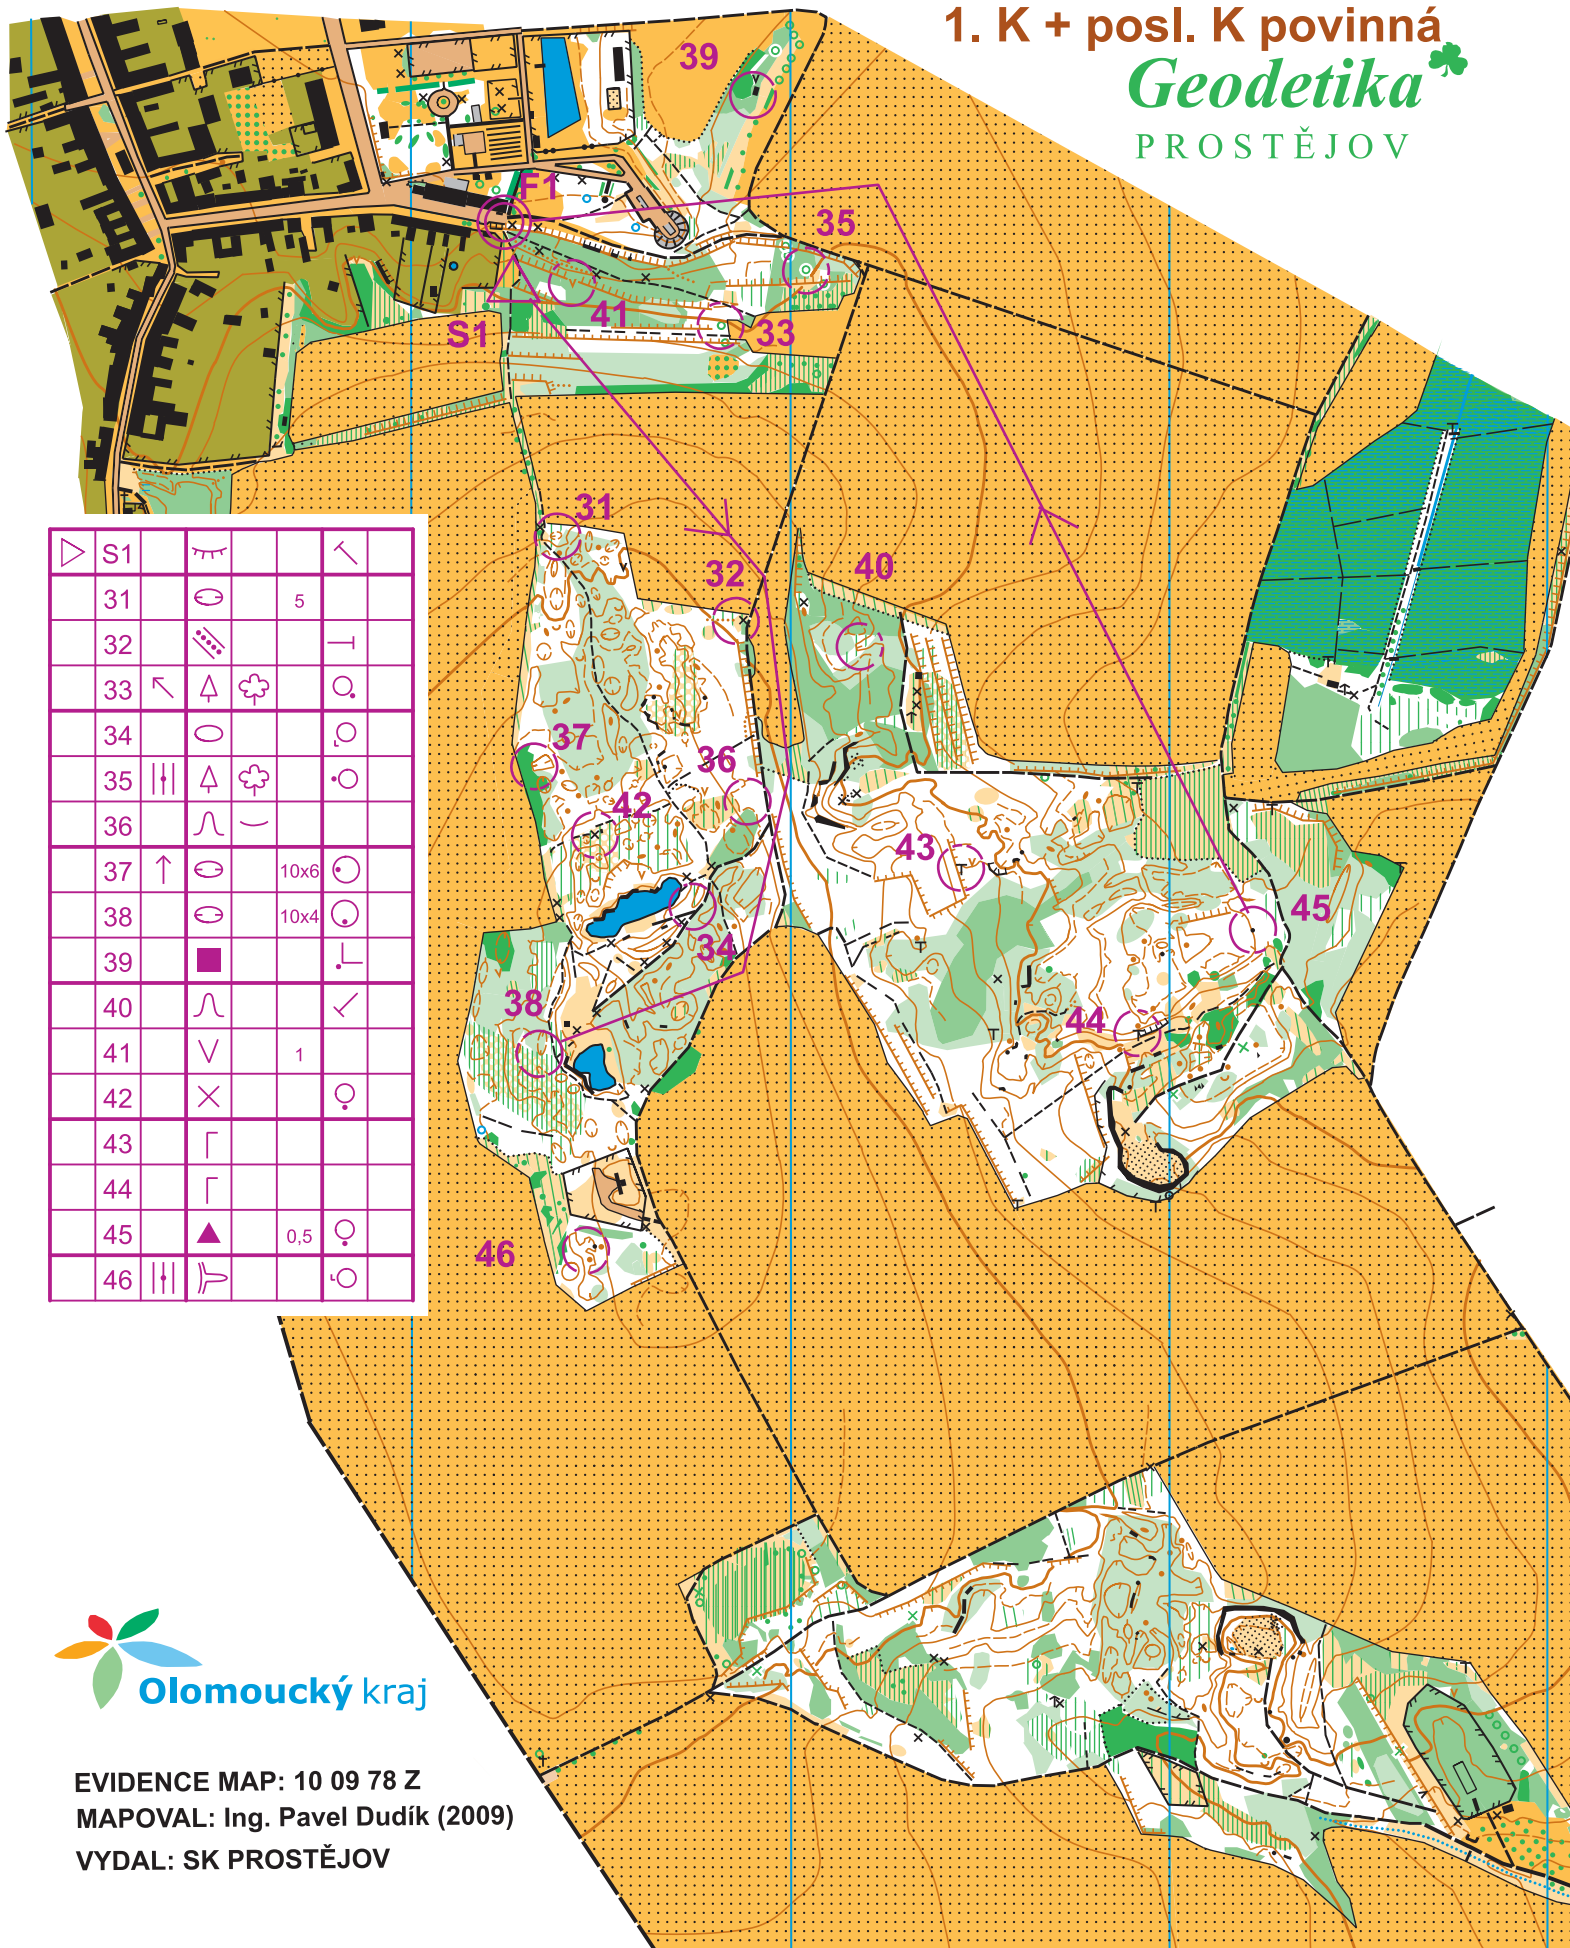 1. K + posl. K povinná
Geodetika
PROSTĚJOV
39
F1
35
41
33
S1
31
32
40
37
36
42
43
45
34
38
44
46
S1
31 5
32
33
34
35
36
37 10x6
38 10x4
39
40
41 1
42
43
44
45 0,5
46
Olomoucký kraj
EVIDENCE MAP: 10 09 78 Z
MAPOVAL: Ing. Pavel Dudík (2009)
VYDAL: SK PROSTĚJOV